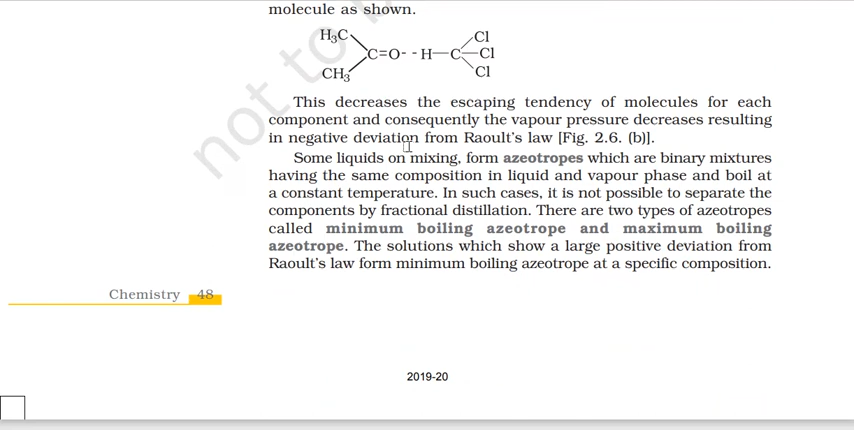 molecule as shown.
H3C
Cl
C=O- - H—C—Cl
CH3
Cl
This decreases the escaping tendency of molecules for each
component and consequently the vapour pressure decreases resulting
in negative deviation from Raoult's law [Fig. 2.6. (b)].
Some liquids on mixing, form azeotropes which are binary mixtures
having the same composition in liquid and vapour phase and boil at
a constant temperature. In such cases, it is not possible to separate the
components by fractional distillation. There are two types of azeotropes
called minimum boiling azeotrope and maximum boiling
azeotrope. The solutions which show a large positive deviation from
Raoult's law form minimum boiling azeotrope at a specific composition.
Chemistry 48
2019-20
not to b